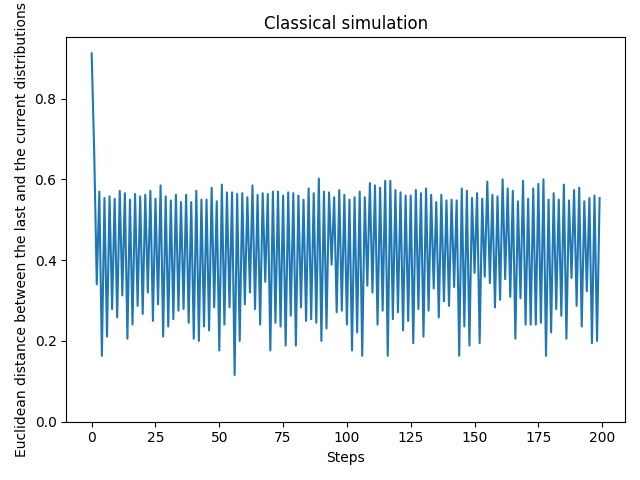 Classical simulation
Euclidean distance between the last and the current distributions
0.8
0.6
0.4
0.2
0.0
0 25 50 75 100 125 150 175 200
Steps